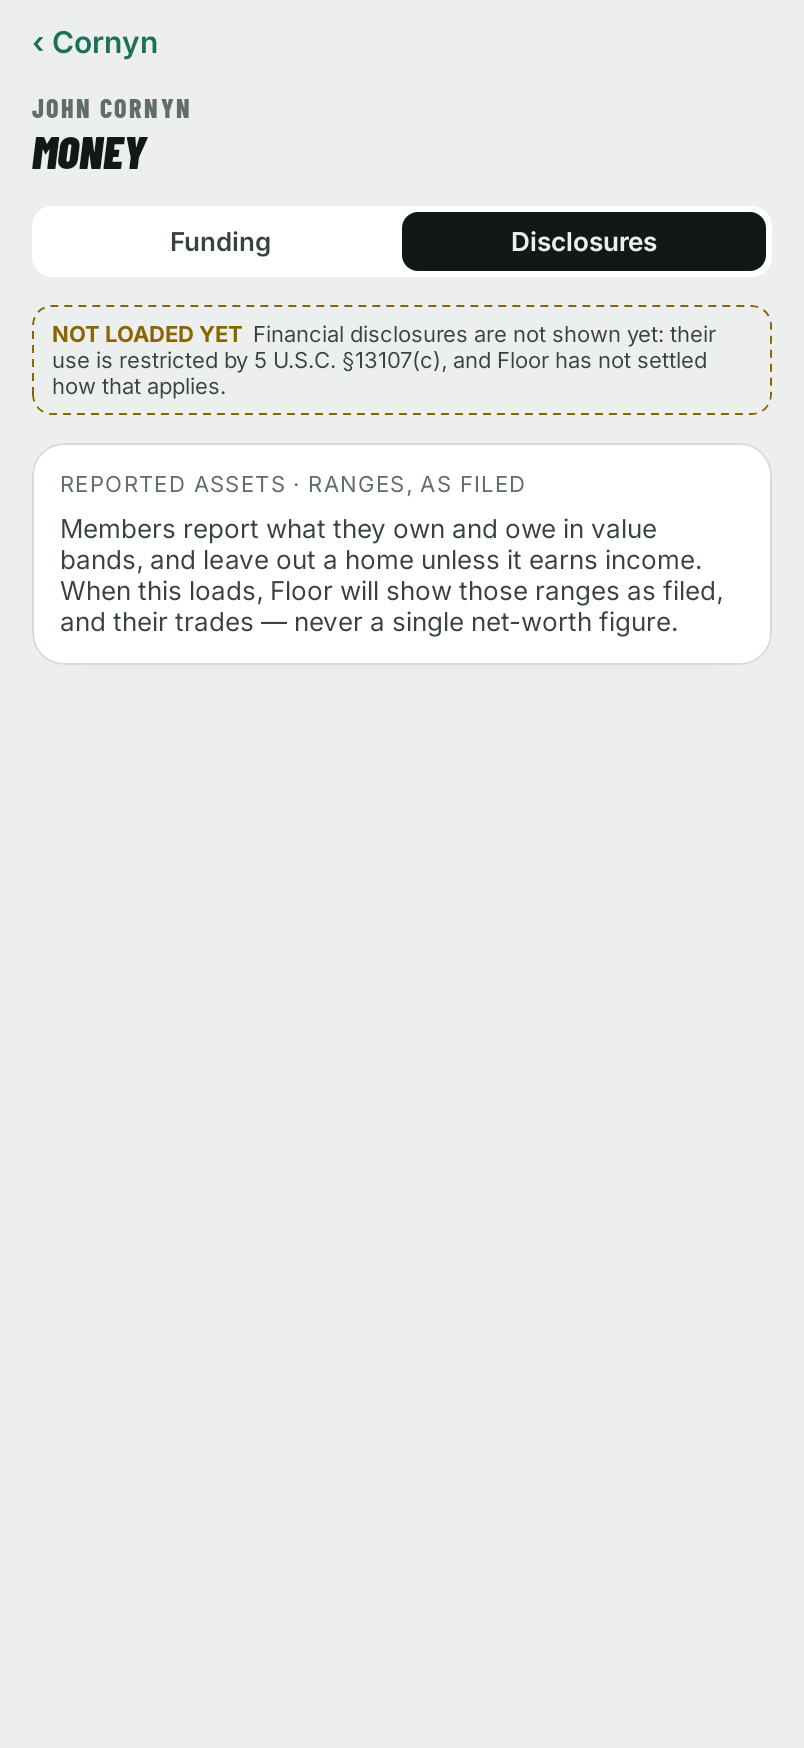 ‹ Cornyn
JOHN CORNYN
MONEY
Funding
Disclosures
NOT LOADED YET Financial disclosures are not shown yet: their
use is restricted by 5 U.S.C. §13107(c), and Floor has not settled
how that applies.
REPORTED ASSETS · RANGES, AS FILED
Members report what they own and owe in value
bands, and leave out a home unless it earns income.
When this loads, Floor will show those ranges as filed,
and their trades — never a single net-worth figure.